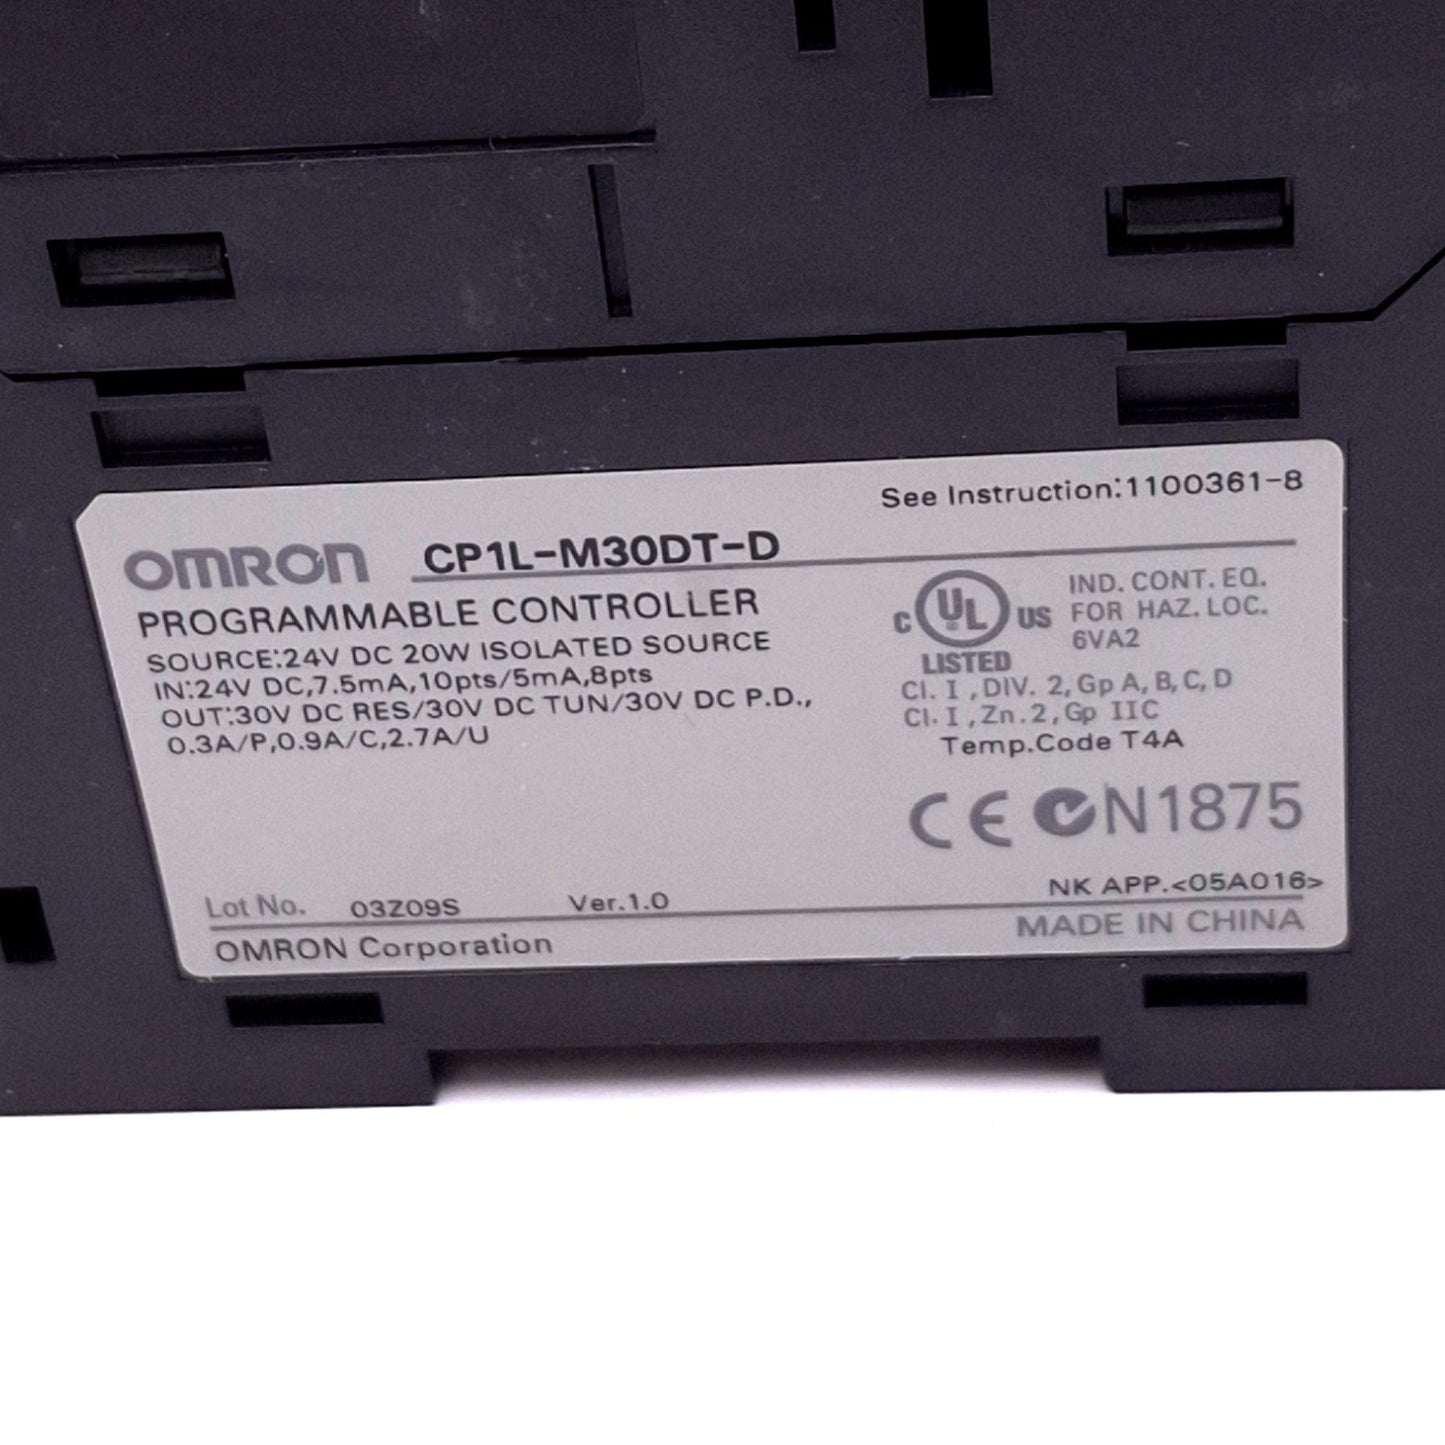 See Instruction:1100361-8
OMRON CP1L-M30DT-D
PROGRAMMABLE CONTROLLER
SOURCE:24V DC 20W ISOLATED SOURCE
IN:24V DC,7.5mA,10pts/5mA,8pts
OUT:30V DC RES/30V DC TUN/30V DC P.D.,
0.3A/P,0.9A/C,2.7A/U
C UL US
LISTED
IND. CONT. EQ.
FOR HAZ. LOC.
6VA2
Cl. I ,DIV. 2, Gp A, B, C, D
Cl. I ,Zn.2, Gp IIC
Temp.Code T4A
CE N1875
NK APP.<05A016>
Lot No. 03Z09S Ver.1.0
OMRON Corporation
MADE IN CHINA